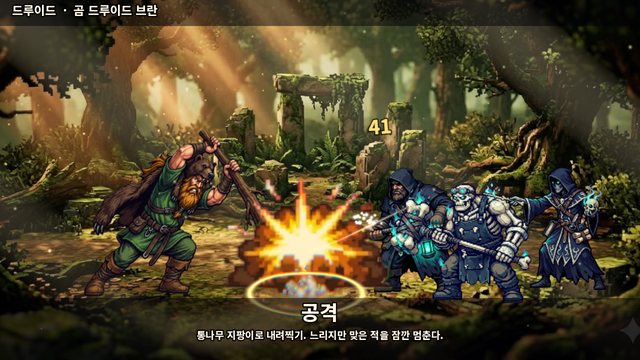 드루이드 · 곰 드루이드 브란
41
공격
통나무 지팡이로 내려찍기. 느리지만 맞은 적을 잠깐 멈춘다.